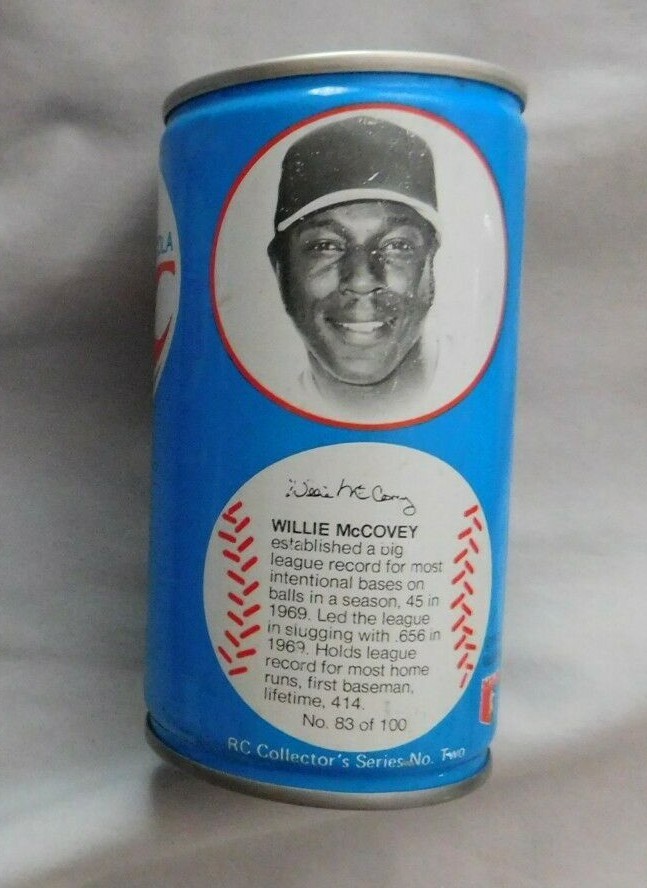 OLA
Willie McCovey
WILLIE McCOVEY
established a big
league record for most
intentional bases on
balls in a season, 45 in
1969. Led the league
in slugging with .656 in
1969. Holds league
record for most home
runs, first baseman,
lifetime, 414.
No. 83 of 100
RC Collector's Series No. Two